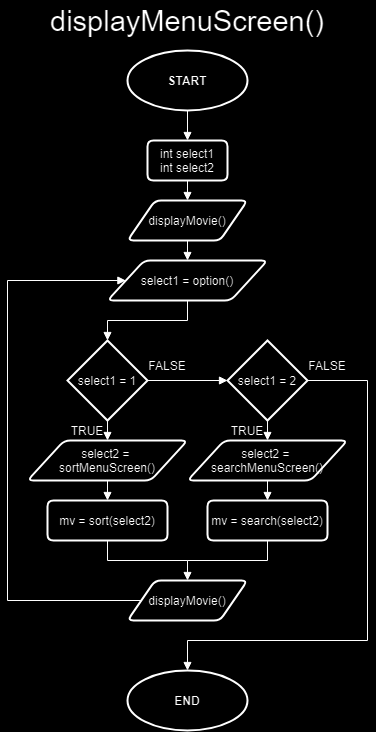 displayMenuScreen()
START
int select1
int select2
displayMovie()
select1 = option()
select1 = 1
FALSE
select1 = 2
FALSE
TRUE
TRUE
select2 =
sortMenuScreen()
select2 =
searchMenuScreen()
mv = sort(select2)
mv = search(select2)
displayMovie()
END